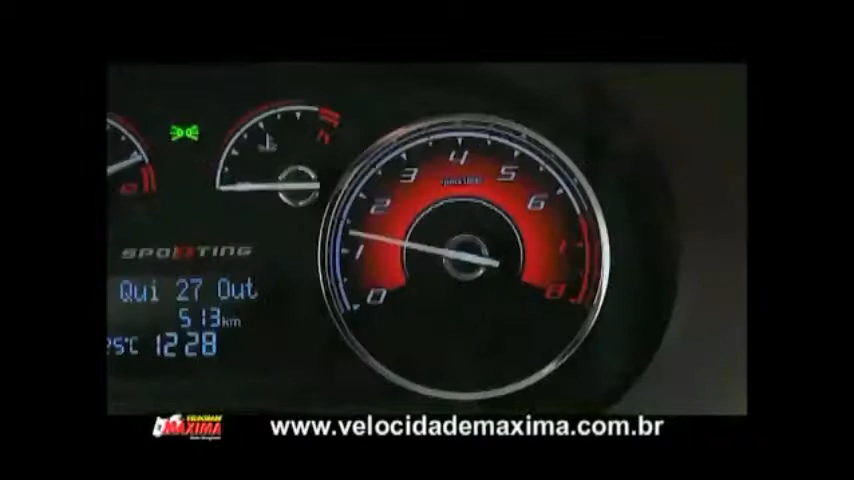 h
0 1 2 3 4 5 6 7 8
SPORTING
Qui 27 Out
513km
25°C 12:28
MAXIMA
www.velocidademaxima.com.br